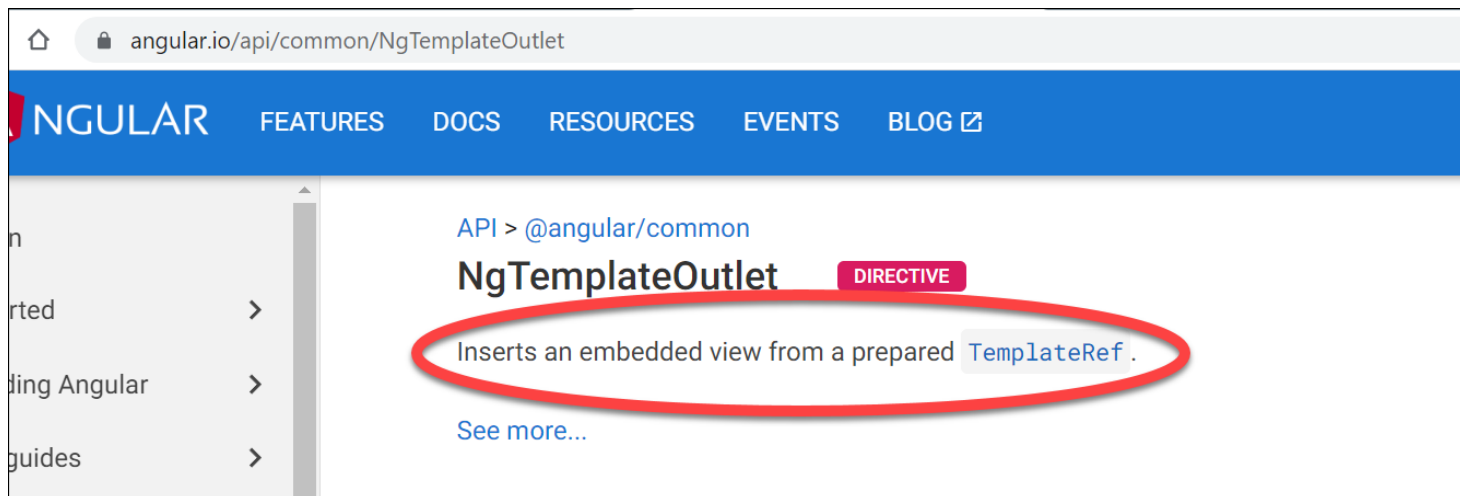 angular.io/api/common/NgTemplateOutlet
NGULAR FEATURES DOCS RESOURCES EVENTS BLOG
API > @angular/common
n
NgTemplateOutlet DIRECTIVE
rted
Inserts an embedded view from a prepared TemplateRef.
ding Angular
See more...
guides